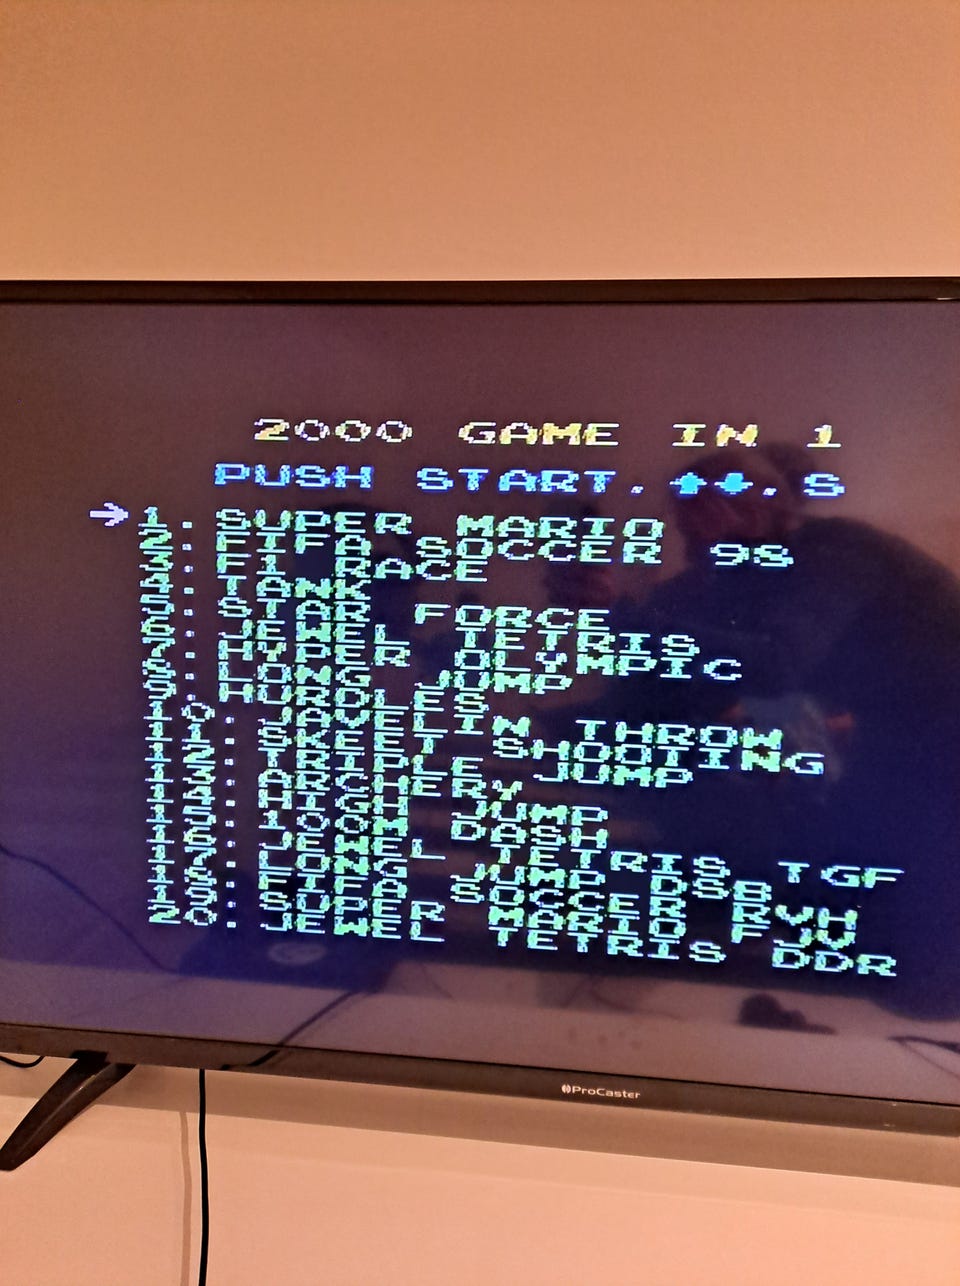 2000 GAME IN 1
PUSH START.↑↓.S
→ 1. SUPER MARIO
2. FIFA SOCCER 98
3. F1 RACE
4. TANK
5. STAR FORCE
6. JEWEL TETRIS
7. HYPER OLYMPIC
8. LONG JUMP
9. HURDLES
10. JAVELIN THROW
11. SKEET SHOOTING
12. TRIPLE JUMP
13. ARCHERY
14. HIGH JUMP
15. 100M DASH
16. JEWEL TETRIS TGF
17. LONG JUMP DSB
18. FIFA SOCCER RYH
19. SUPER MARIO FJV
20. JEWEL TETRIS DDR
ProCaster